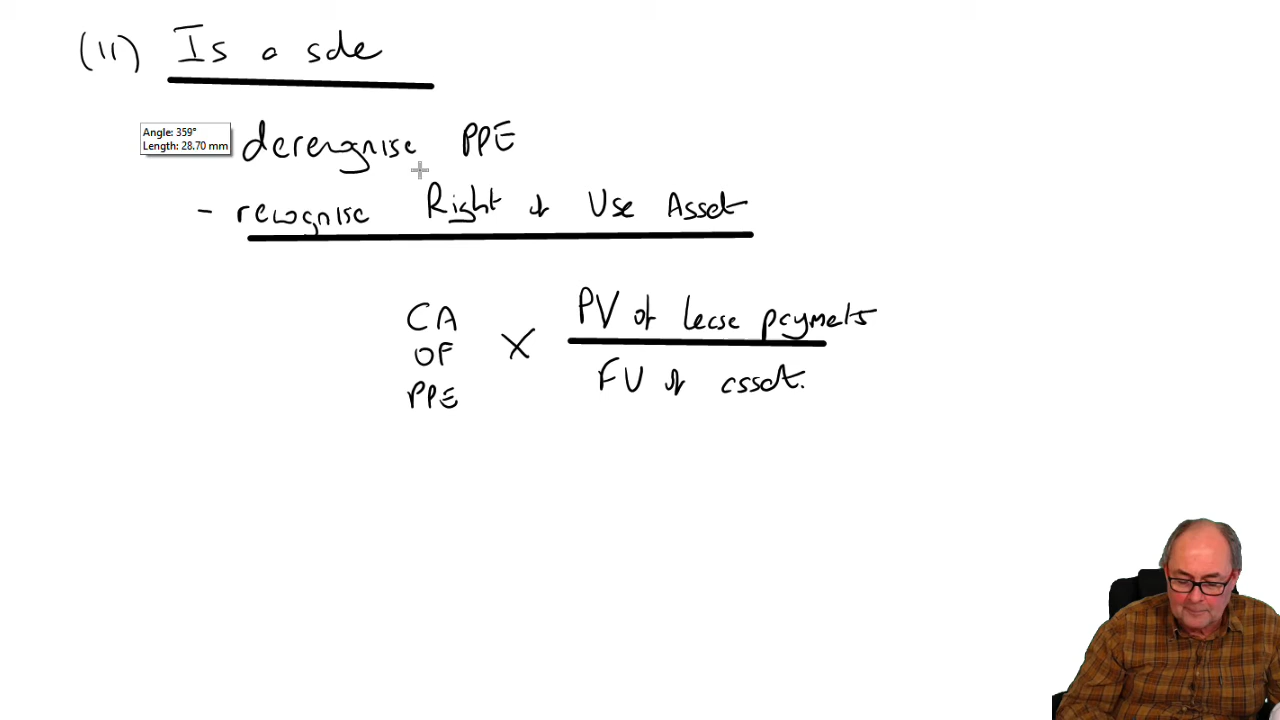 (11) Is a sale
Angle: 359°
Length: 28.70 mm
derecognise PPE
- recognise Right of Use Asset
CA
OF
PPE
X
PV of lease payments
FV of asset.